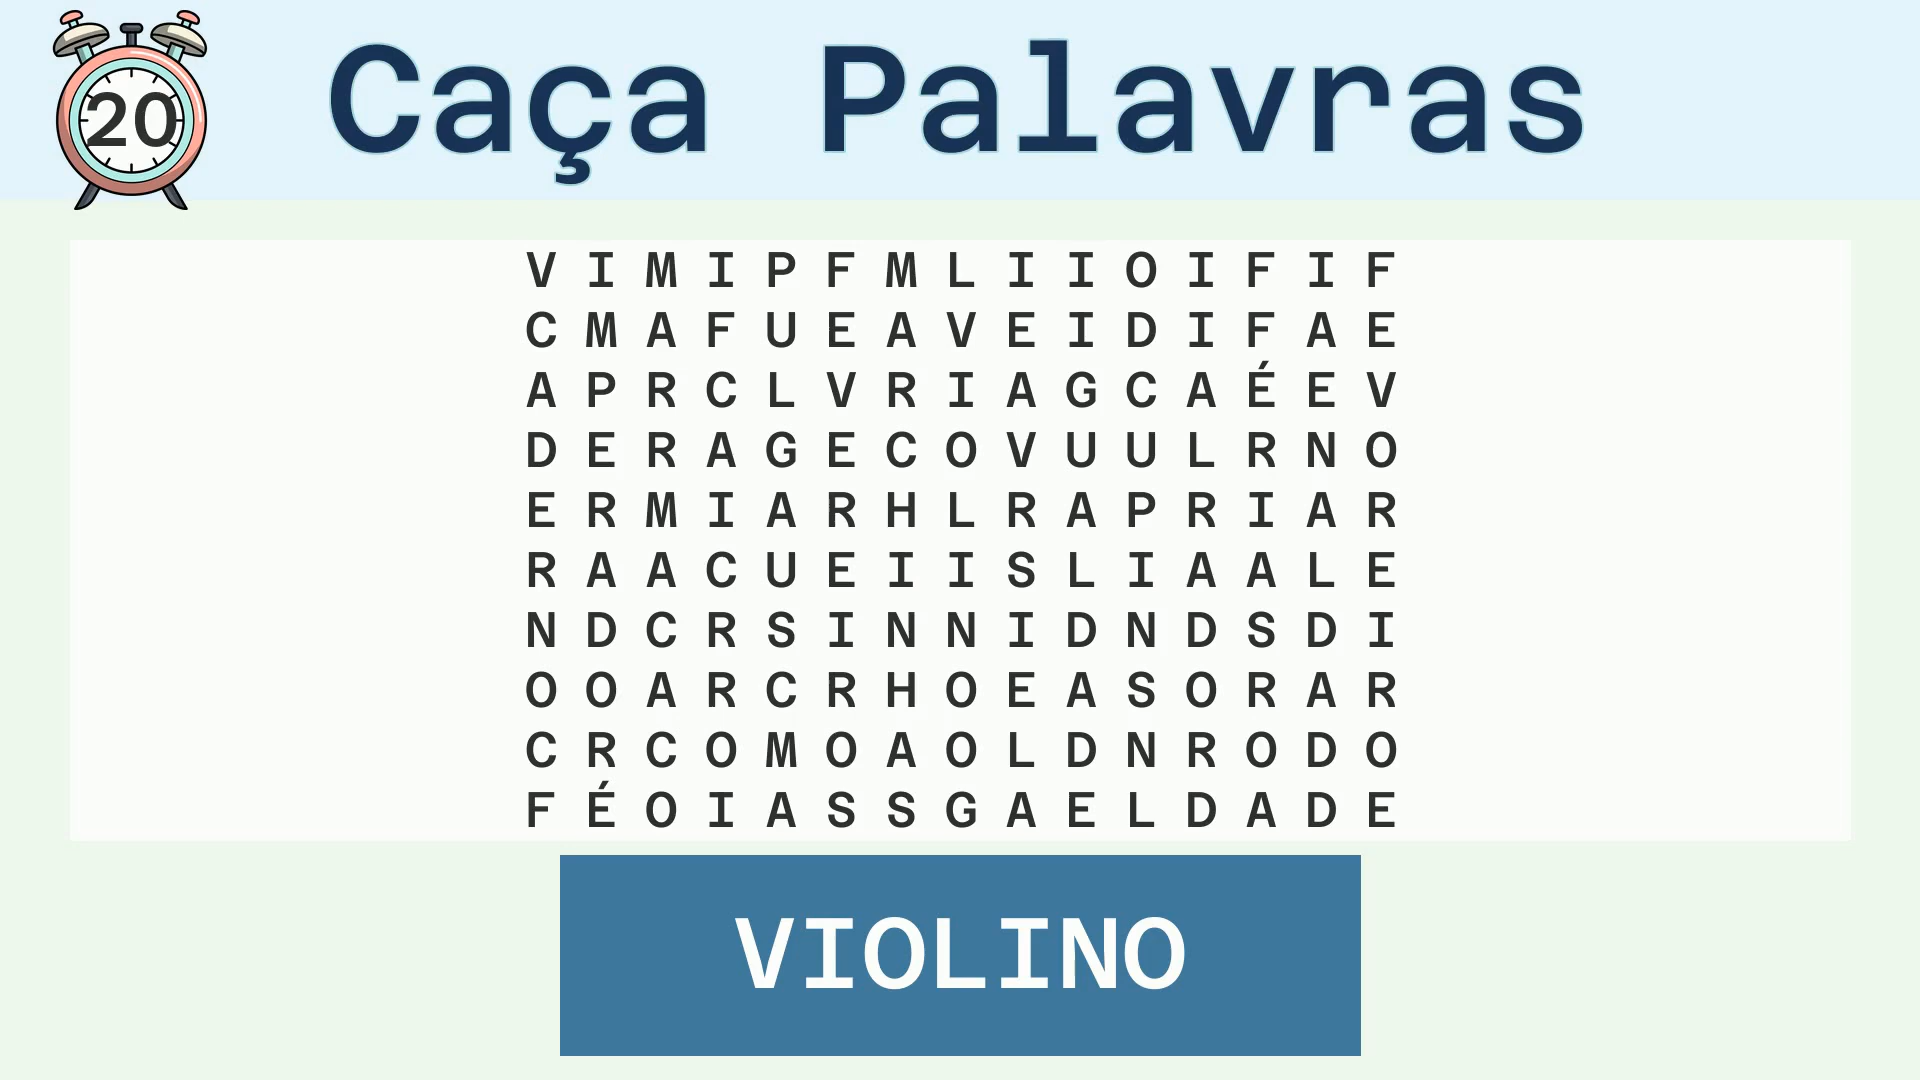 20
Caça Palavras
V I M I P F M L I I O I F I F
C M A F U E A V E I D I F A E
A P R C L V R I A G C A É E V
D E R A G E C O V U U L R N O
E R M I A R H L R A P R I A R
R A A C U E I I S L I A A L E
N D C R S I N N I D N D S D I
O O A R C R H O E A S O R A R
C R C O M O A O L D N R O D O
F É O I A S S G A E L D A D E
VIOLINO